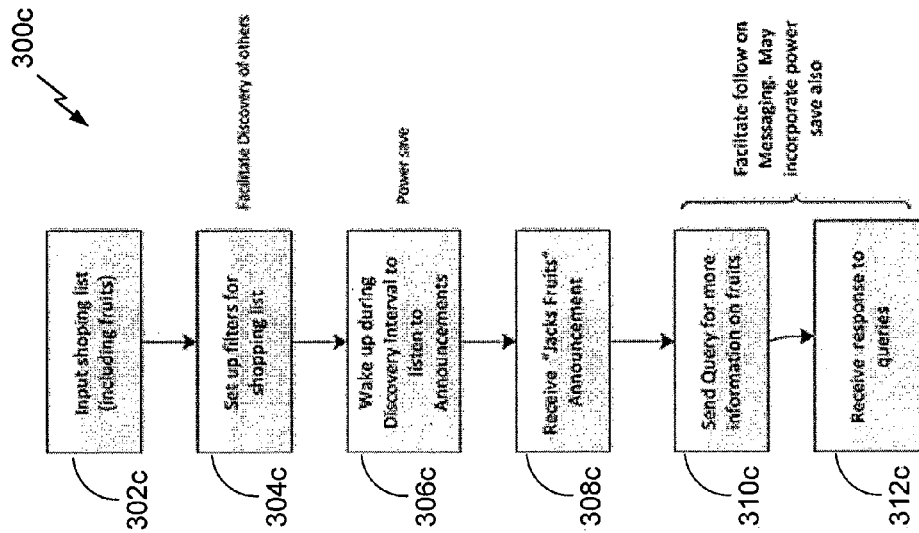 300c
Input shoping list
(including fruits)
302c
Set up filters for
shopping list
304c
Facilitate Discovery of others
Wake up during
Discovery Interval to
listen to
Announcements
306c
Power save
Receive "Jacks Fruits"
Announcement
308c
Send Query for more
information on fruits
310c
Receive response to
queries
312c
Faciltate follow on
Messaging. May
incorporate power
save also